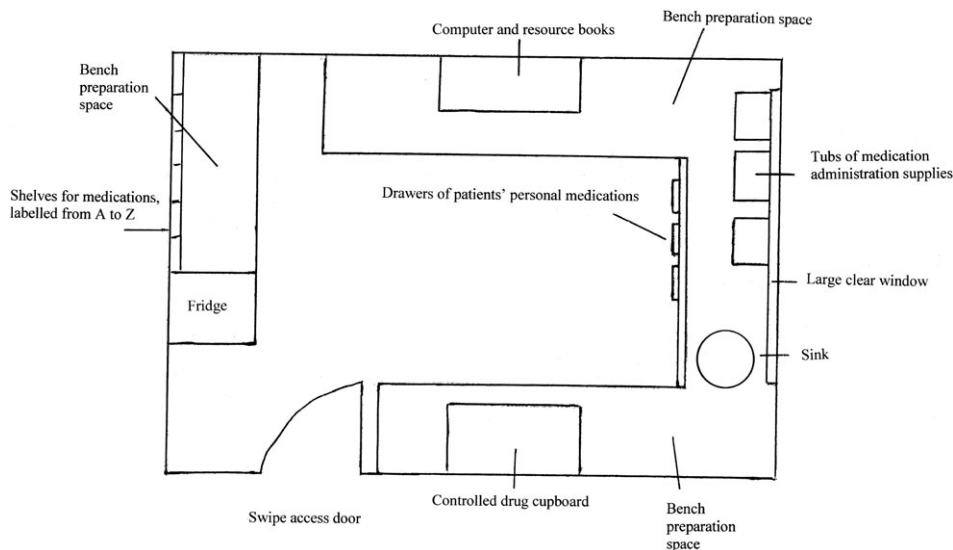 Computer and resource books
Bench preparation space
Bench
preparation
space
Tubs of medication
administration supplies
Drawers of patients’ personal medications
Shelves for medications,
labelled from A to Z
Large clear window
Fridge
Sink
Controlled drug cupboard
Swipe access door
Bench
preparation
space